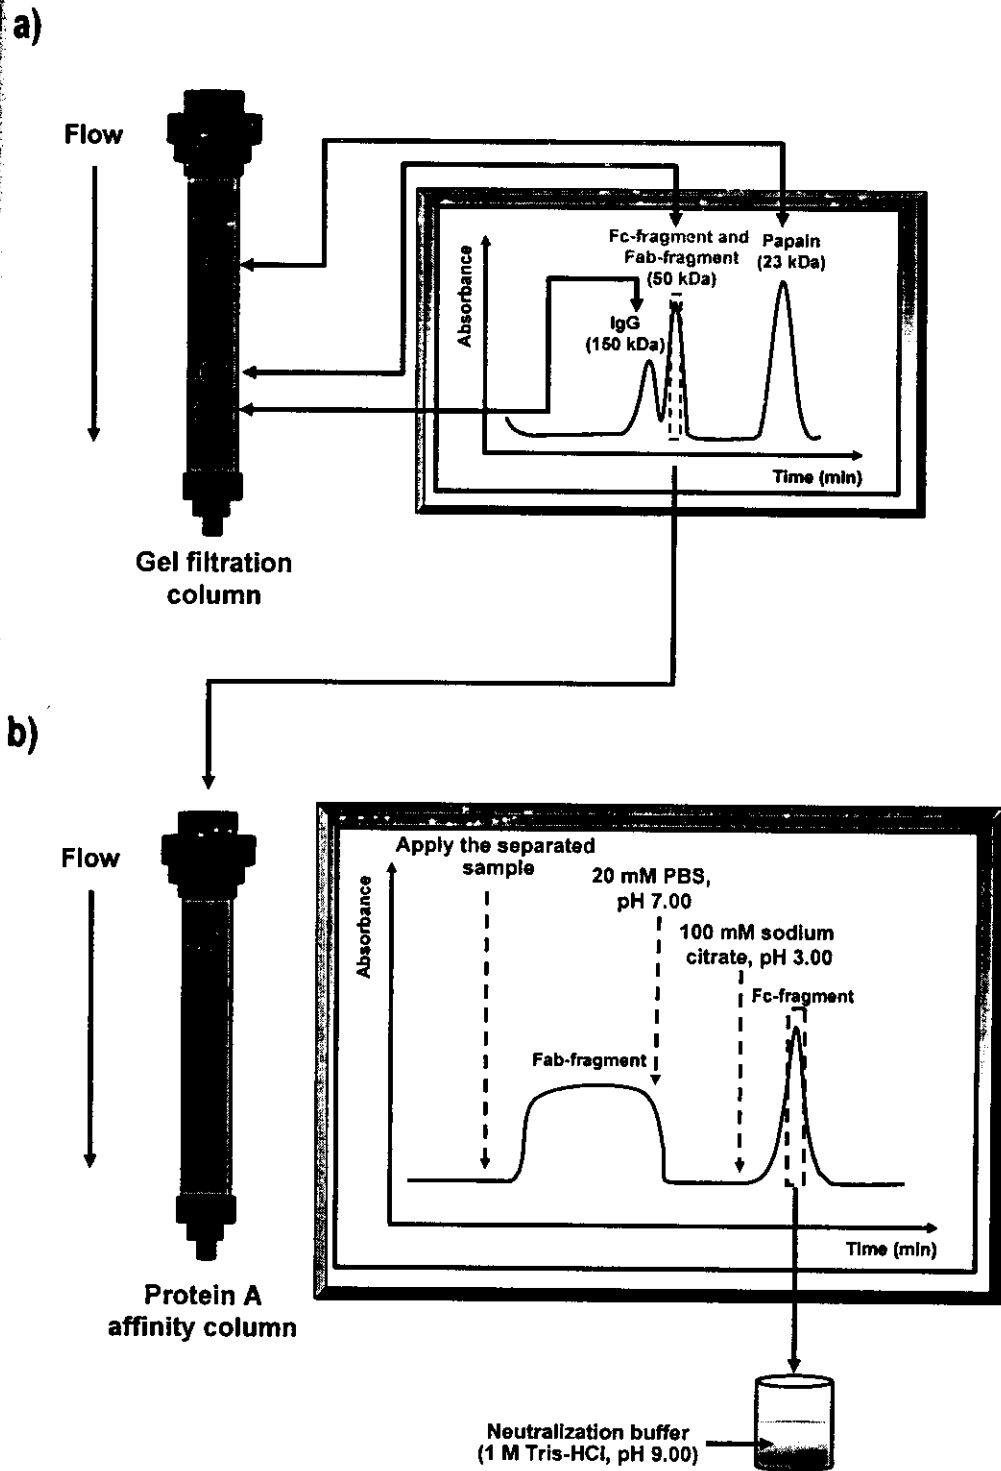 a)
Flow
Gel filtration
column
Absorbance
Fc-fragment and
Fab-fragment
(50 kDa)
Papain
(23 kDa)
IgG
(150 kDa)
Time (min)
b)
Flow
Protein A
affinity column
Absorbance
Apply the separated
sample
20 mM PBS,
pH 7.00
100 mM sodium
citrate, pH 3.00
Fc-fragment
Fab-fragment
Time (min)
Neutralization buffer
(1 M Tris-HCl, pH 9.00)